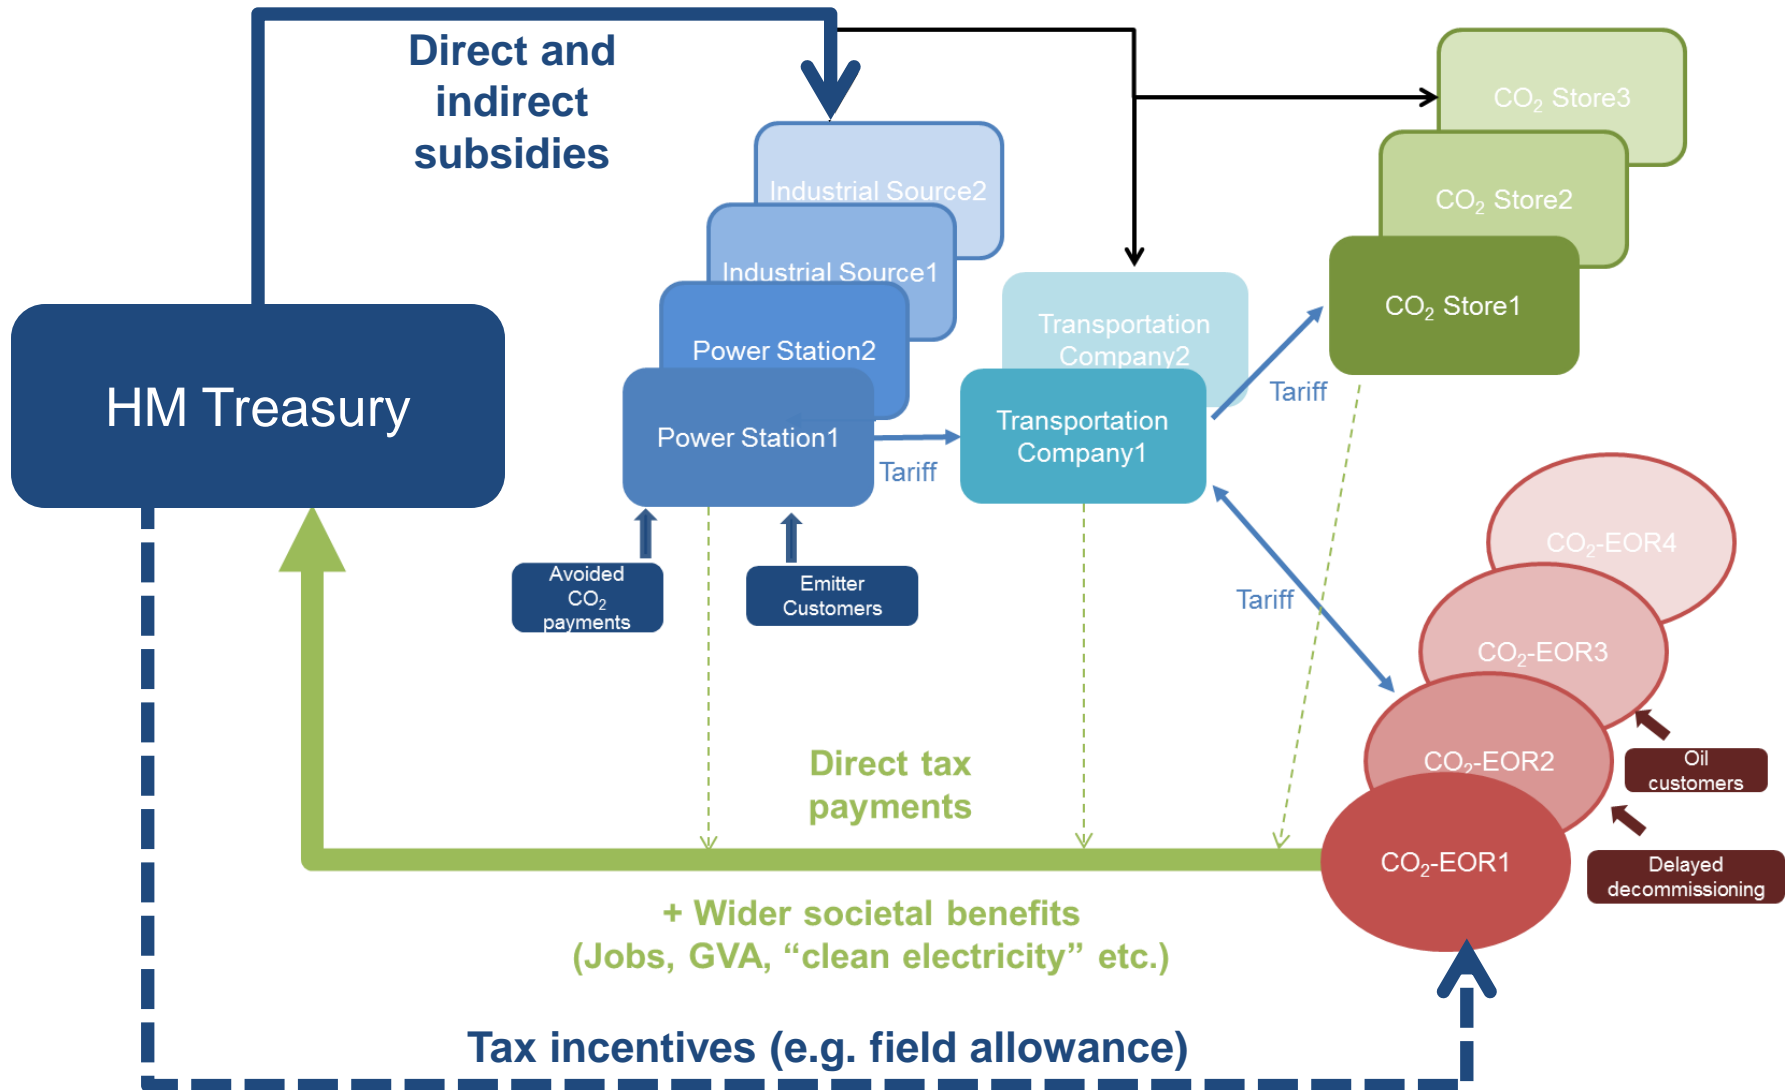 Direct and
indirect
subsidies
CO₂ Store3
CO₂ Store2
CO₂ Store1
Industrial Source2
Industrial Source1
Power Station2
Power Station1
Transportation
Company2
Transportation
Company1
HM Treasury
Tariff
Tariff
Tariff
Avoided
CO₂
payments
Emitter
Customers
CO₂-EOR4
CO₂-EOR3
CO₂-EOR2
CO₂-EOR1
Oil
customers
Delayed
decommissioning
Direct tax
payments
+ Wider societal benefits
(Jobs, GVA, “clean electricity” etc.)
Tax incentives (e.g. field allowance)